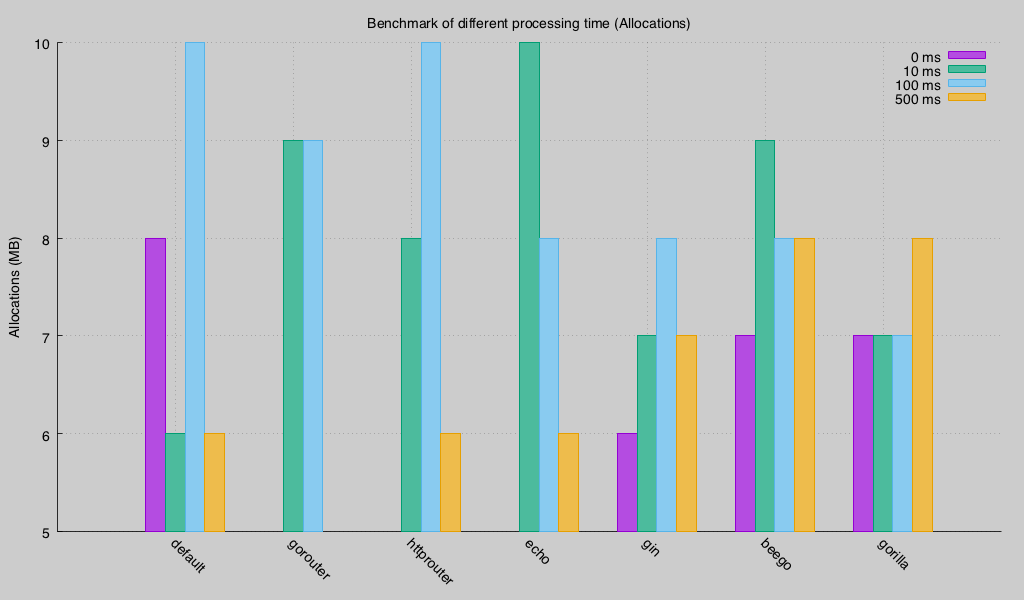 Benchmark of different processing time (Allocations)
0 ms
10 ms
100 ms
500 ms
Allocations (MB)
10
9
8
7
6
5
default
gorouter
httprouter
echo
gin
beego
gorilla